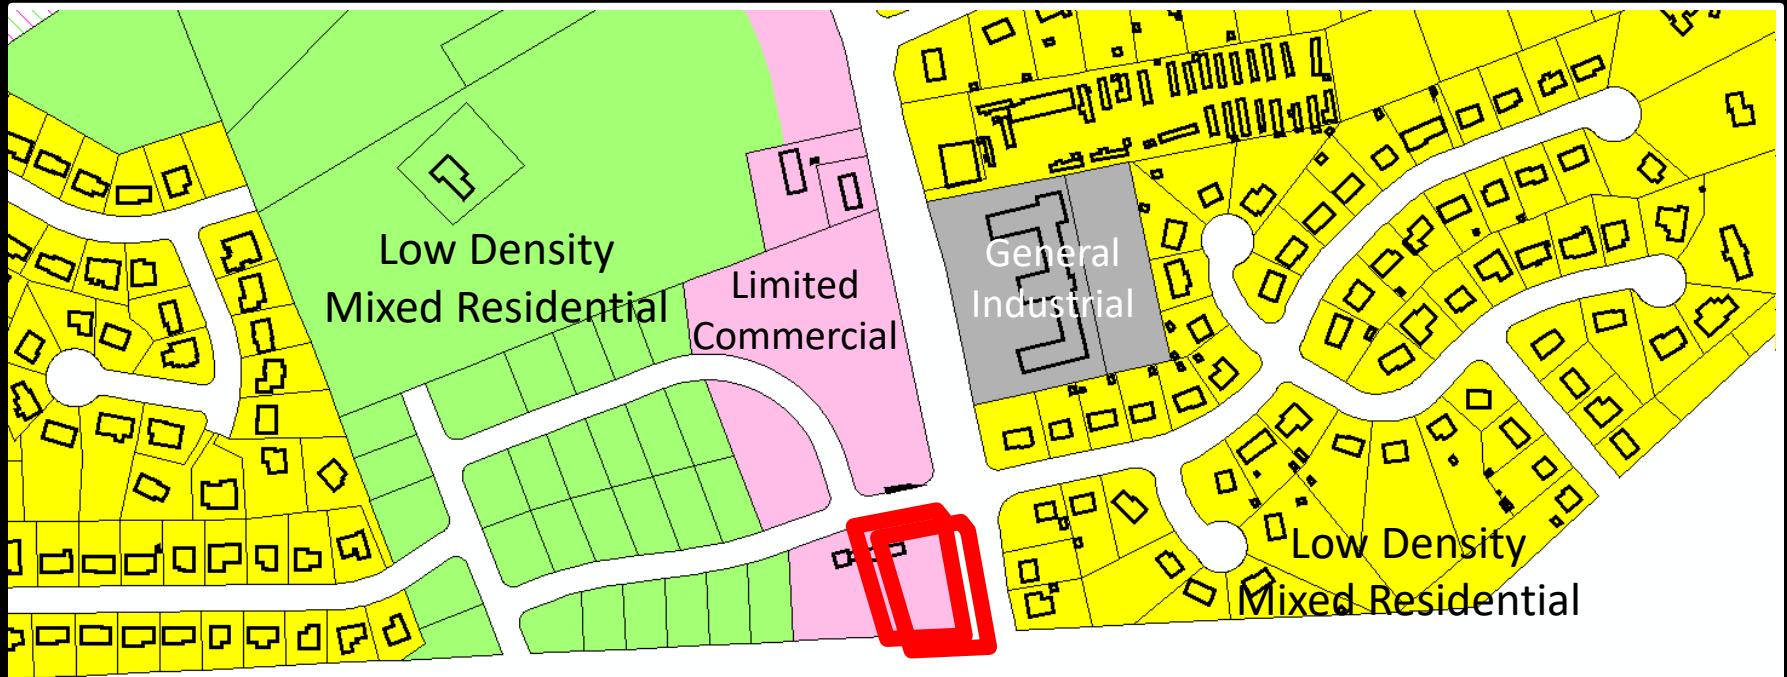 Low Density
Mixed Residential
Limited
Commercial
General
Industrial
Low Density
Mixed Residential